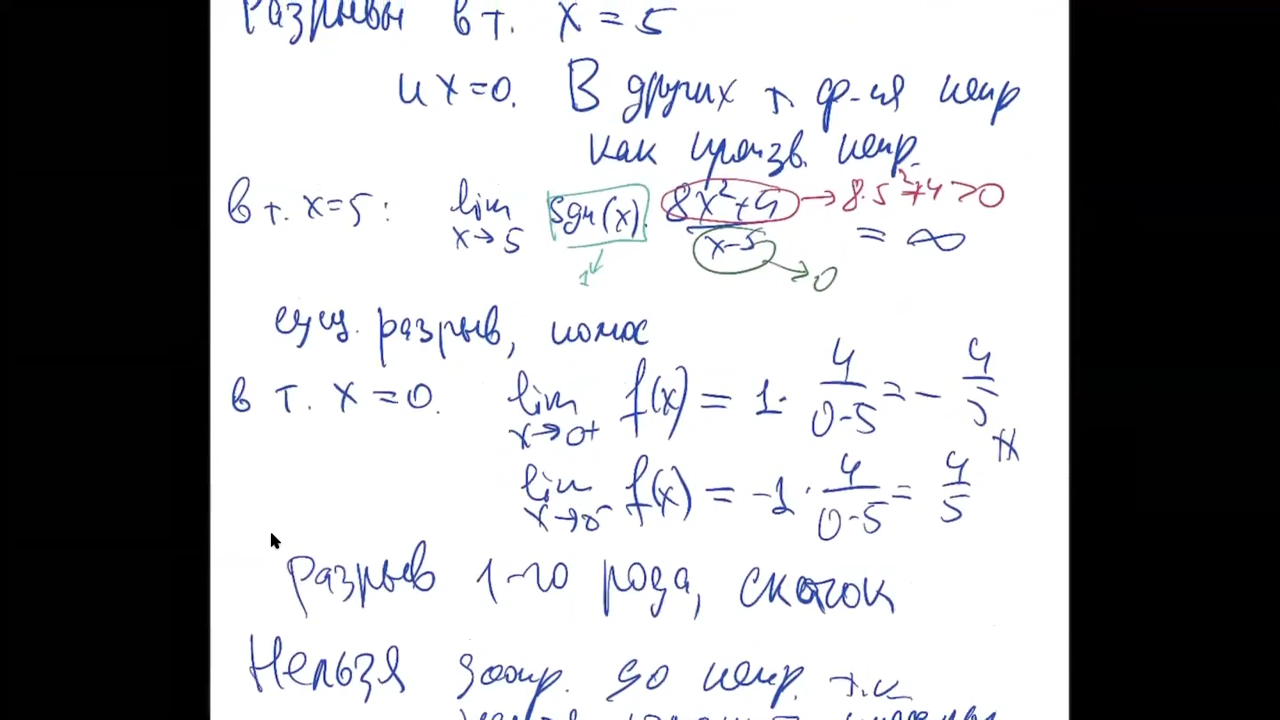 Разрывы в т. x = 5
и x = 0. В других т. ф-ия непр
как произв. непр.
в т. x = 5: lim x→5 sgn(x) · (8x² + 4)/(x - 5) = ∞
→ 8·5² + 4 > 0
1
→ 0
сущ. разрыв, полюс
в т. x = 0. lim x→0+ f(x) = 1 · 4/(0-5) = - 4/5
≠
lim x→0- f(x) = -1 · 4/(0-5) = 4/5
Разрыв 1-го рода, скачок
Нельзя доопр. до непр. т.к